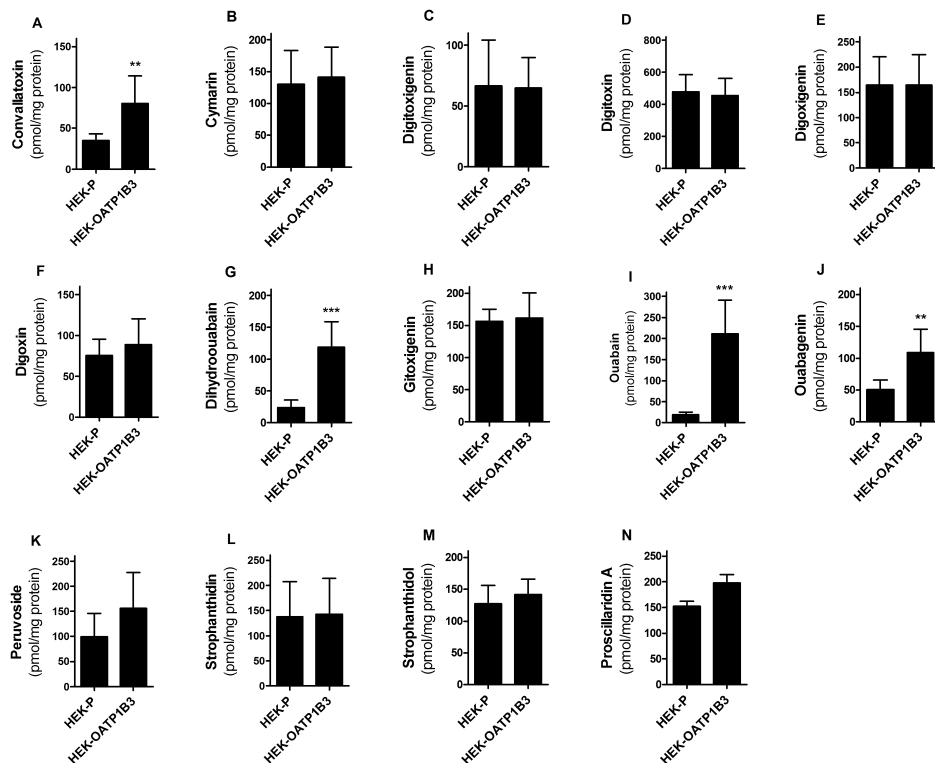 A
Convallatoxin
(pmol/mg protein)
150
100
50
0
**
HEK-P
HEK-OATP1B3
B
Cymarin
(pmol/mg protein)
200
150
100
50
0
HEK-P
HEK-OATP1B3
C
Digitoxigenin
(pmol/mg protein)
100
50
0
HEK-P
HEK-OATP1B3
D
Digitoxin
(pmol/mg protein)
800
600
400
200
0
HEK-P
HEK-OATP1B3
E
Digoxigenin
(pmol/mg protein)
250
200
150
100
50
0
HEK-P
HEK-OATP1B3
F
Digoxin
(pmol/mg protein)
150
100
50
0
HEK-P
HEK-OATP1B3
G
Dihydroouabain
(pmol/mg protein)
200
150
100
50
0
***
HEK-P
HEK-OATP1B3
H
Gitoxigenin
(pmol/mg protein)
200
150
100
50
0
HEK-P
HEK-OATP1B3
I
Ouabain
(pmol/mg protein)
300
250
200
150
100
50
0
***
HEK-P
HEK-OATP1B3
J
Ouabagenin
(pmol/mg protein)
200
150
100
50
0
**
HEK-P
HEK-OATP1B3
K
Peruvoside
(pmol/mg protein)
250
200
150
100
50
0
HEK-P
HEK-OATP1B3
L
Strophanthidin
(pmol/mg protein)
250
200
150
100
50
0
HEK-P
HEK-OATP1B3
M
Strophanthidol
(pmol/mg protein)
200
150
100
50
0
HEK-P
HEK-OATP1B3
N
Proscillaridin A
(pmol/mg protein)
250
200
150
100
50
0
HEK-P
HEK-OATP1B3